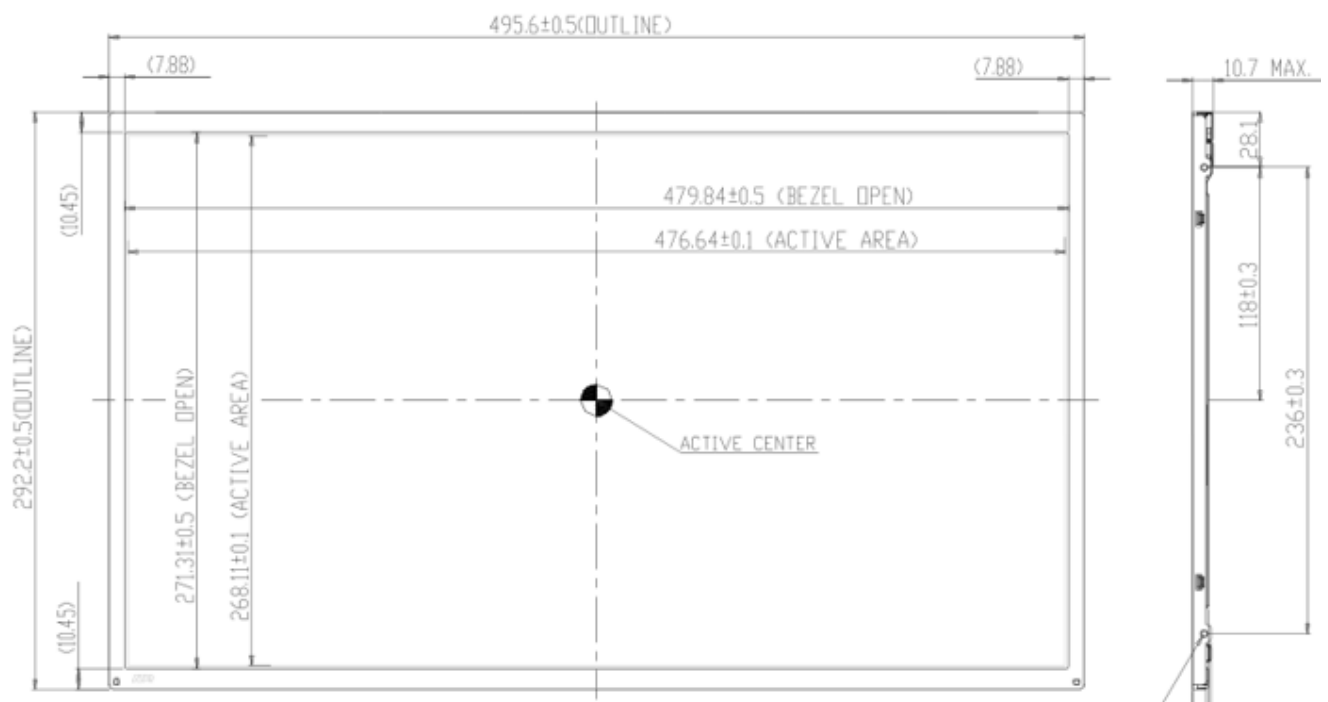 495.6±0.5(OUTLINE)
(7.88)
(7.88)
10.7 MAX.
28.1
(10.45)
479.84±0.5 (BEZEL OPEN)
476.64±0.1 (ACTIVE AREA)
118±0.3
292.2±0.5(OUTLINE)
271.31±0.5 (BEZEL OPEN)
268.11±0.1 (ACTIVE AREA)
236±0.3
ACTIVE CENTER
(10.45)